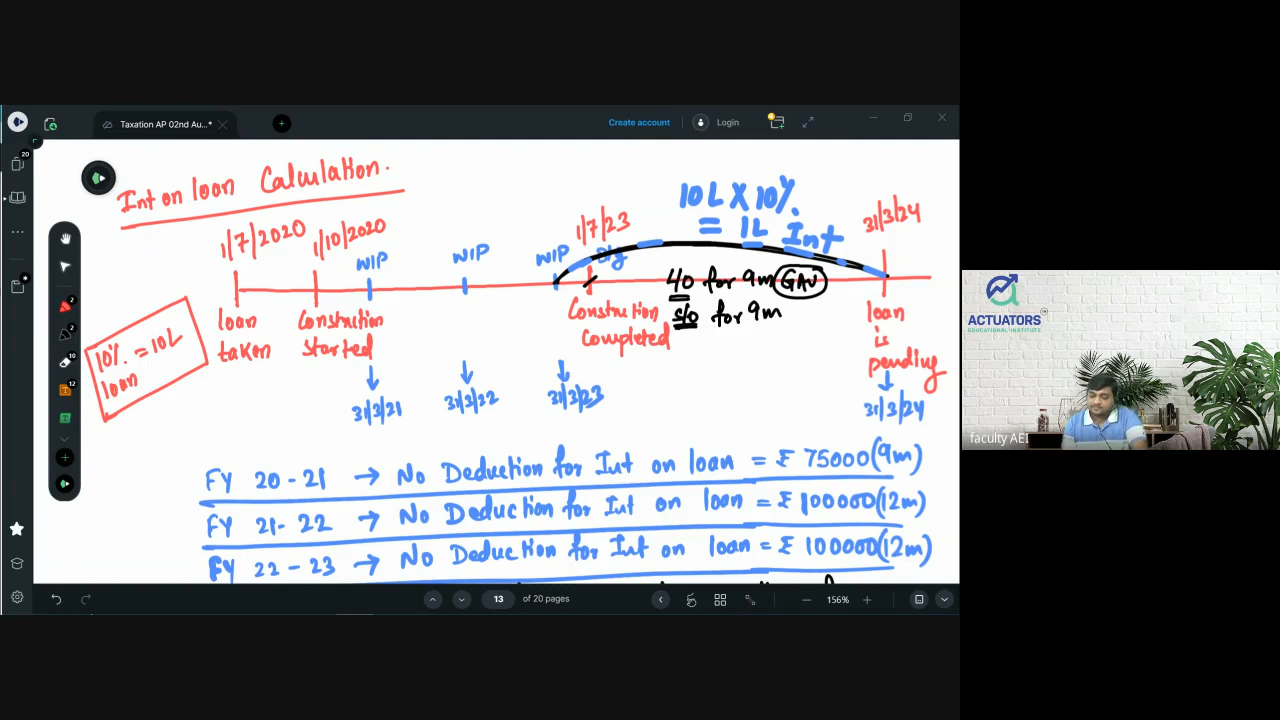 Taxation AP 02nd Au...*
Create account
Login
20
Int on loan Calculation.
1/7/2020
1/10/2020
WIP
WIP
WIP
1/7/23
10L X 10%.
= 1L Int
31/3/24
loan
taken
Construction
started
Construction
completed
for 9m GAV
S/O for 9m
loan
is
pending
10%. = 10L
loan
31/3/21
31/3/22
31/3/23
31/3/24
FY 20-21 → No Deduction for Int on loan = ₹ 75000(9m)
FY 21-22 → No Deduction for Int on loan = ₹ 100000(12m)
FY 22-23 → No Deduction for Int on loan = ₹ 100000(12m)
2
2
10
12
13 of 20 pages
156%
ACTUATORS
EDUCATIONAL INSTITUTE
faculty AEI